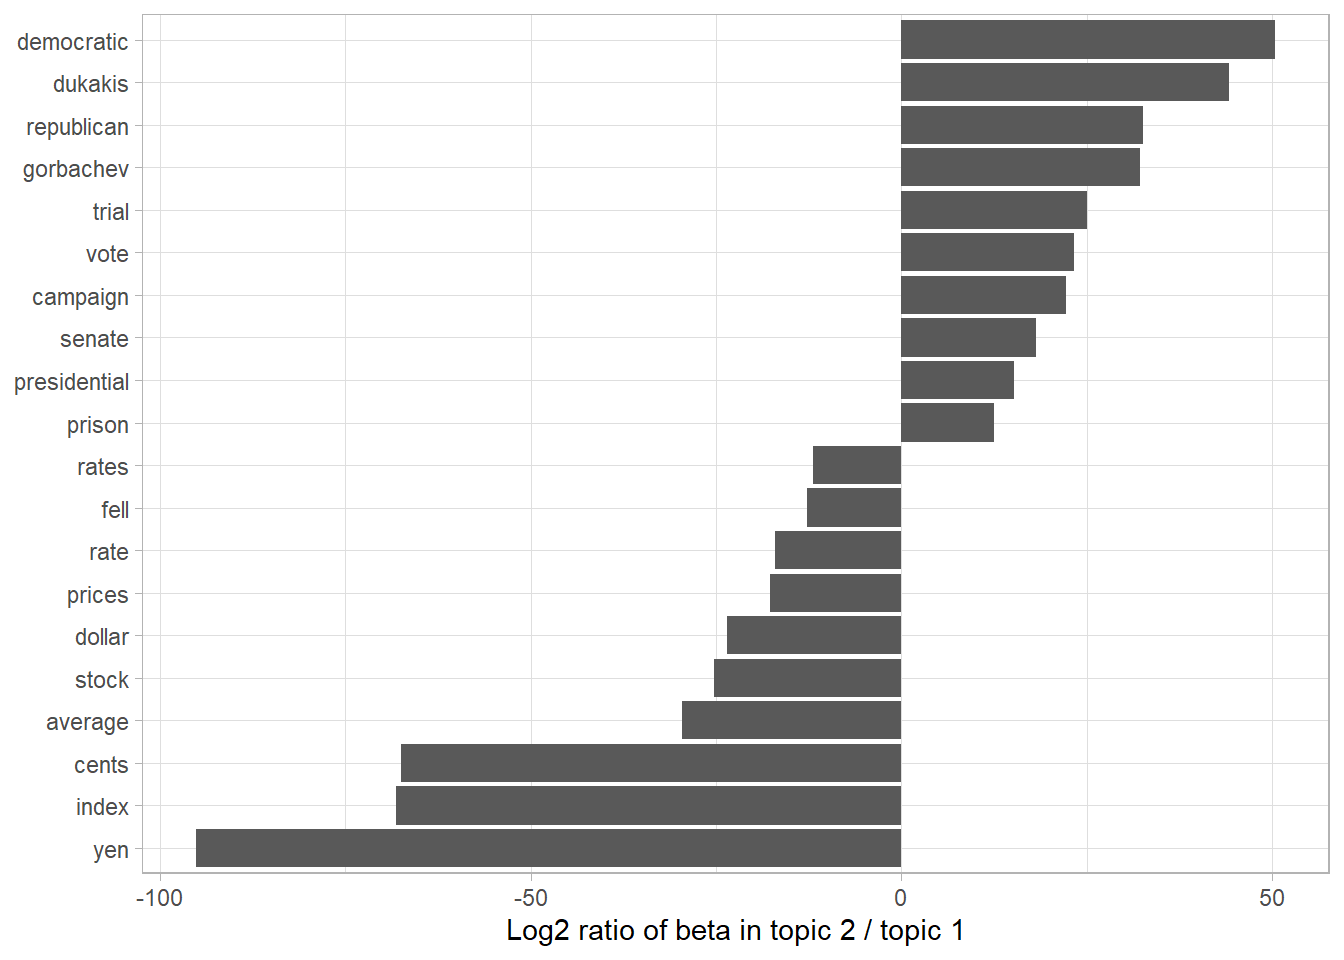 democratic
dukakis
republican
gorbachev
trial
vote
campaign
senate
presidential
prison
rates
fell
rate
prices
dollar
stock
average
cents
index
yen
-100 -50 0 50
Log2 ratio of beta in topic 2 / topic 1